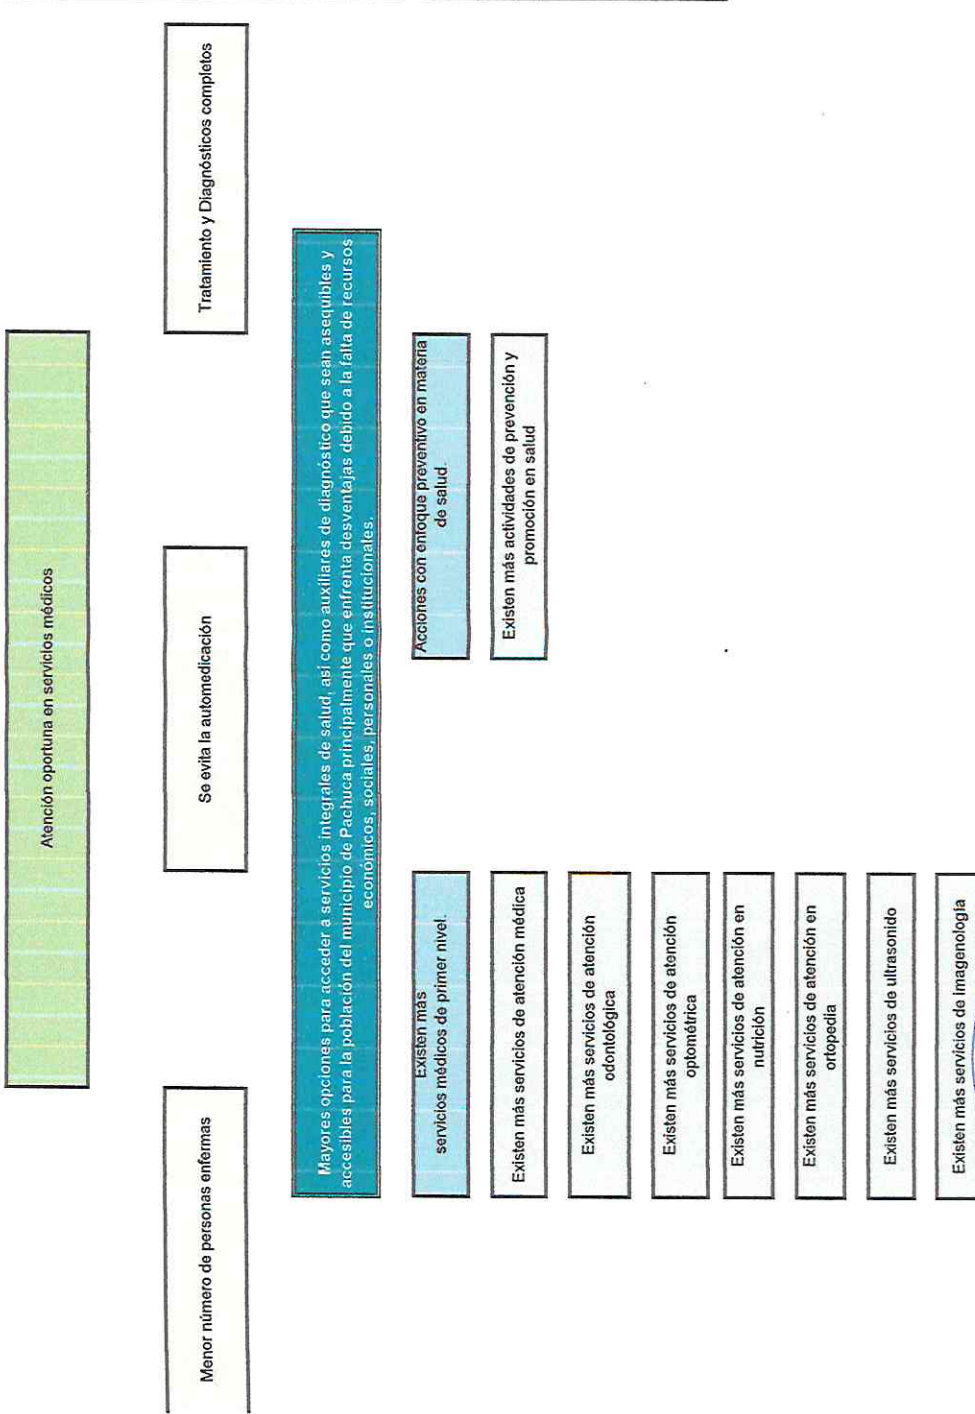 Atención oportuna en servicios médicos
Menor número de personas enfermas
Se evita la automedicación
Tratamiento y Diagnósticos completos
Mayores opciones para acceder a servicios integrales de salud, así como auxiliares de diagnóstico que sean asequibles y
accesibles para la población del municipio de Pachuca principalmente que enfrenta desventajas debido a la falta de recursos
económicos, sociales, personales o institucionales.
Existen más
servicios médicos de primer nivel.
Existen más servicios de atención médica
Existen más servicios de atención
odontológica
Existen más servicios de atención
optométrica
Existen más servicios de atención en
nutrición
Existen más servicios de atención en
ortopedia
Existen más servicios de ultrasonido
Existen más servicios de imagenología
Acciones con enfoque preventivo en materia
de salud.
Existen más actividades de prevención y
promoción en salud